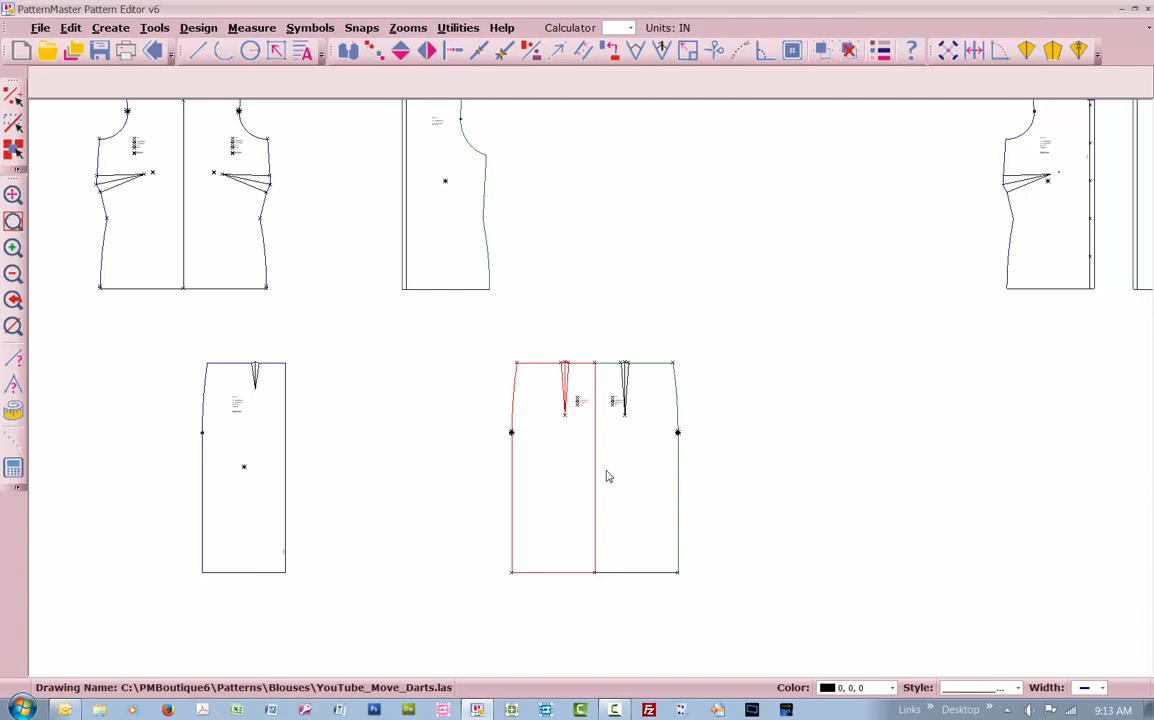 PatternMaster Pattern Editor v6
File Edit Create Tools Design Measure Symbols Snaps Zooms Utilities Help Calculator Units: IN
Drawing Name: C:\PMBoutique6\Patterns\Blouses\YouTube_Move_Darts.las Color: 0, 0, 0 Style: ... Width:
Links » Desktop » 9:13 AM